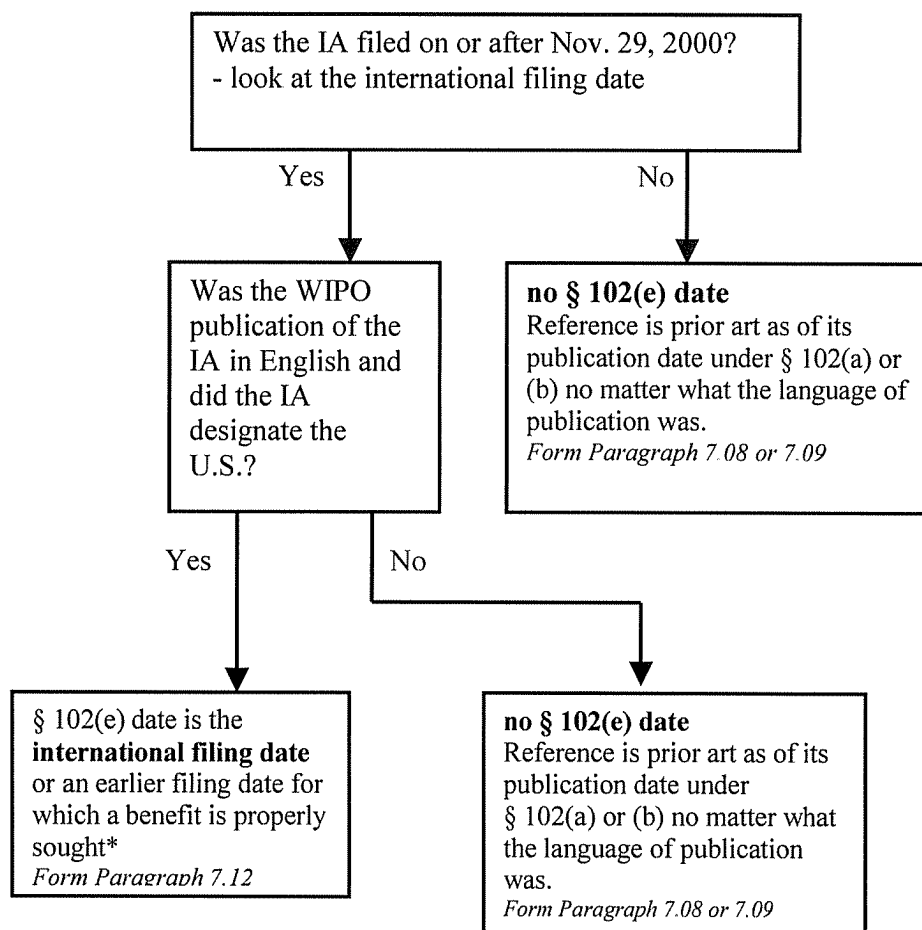 Was the IA filed on or after Nov. 29, 2000?
- look at the international filing date
Yes
No
Was the WIPO
publication of the
IA in English and
did the IA
designate the
U.S.?
no § 102(e) date
Reference is prior art as of its
publication date under § 102(a) or
(b) no matter what the language of
publication was.
Form Paragraph 7.08 or 7.09
Yes
No
§ 102(e) date is the
international filing date
or an earlier filing date for
which a benefit is properly
sought*
Form Paragraph 7.12
no § 102(e) date
Reference is prior art as of its
publication date under
§ 102(a) or (b) no matter what
the language of publication
was.
Form Paragraph 7.08 or 7.09